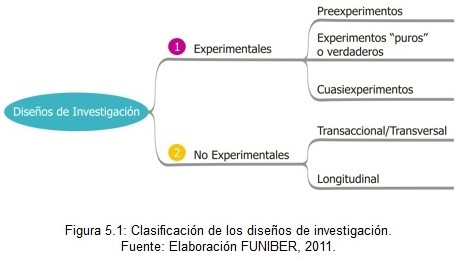 Diseños de Investigación
1 Experimentales
Preexperimentos
Experimentos “puros”
o verdaderos
Cuasiexperimentos
2 No Experimentales
Transaccional/Transversal
Longitudinal
Figura 5.1: Clasificación de los diseños de investigación.
Fuente: Elaboración FUNIBER, 2011.